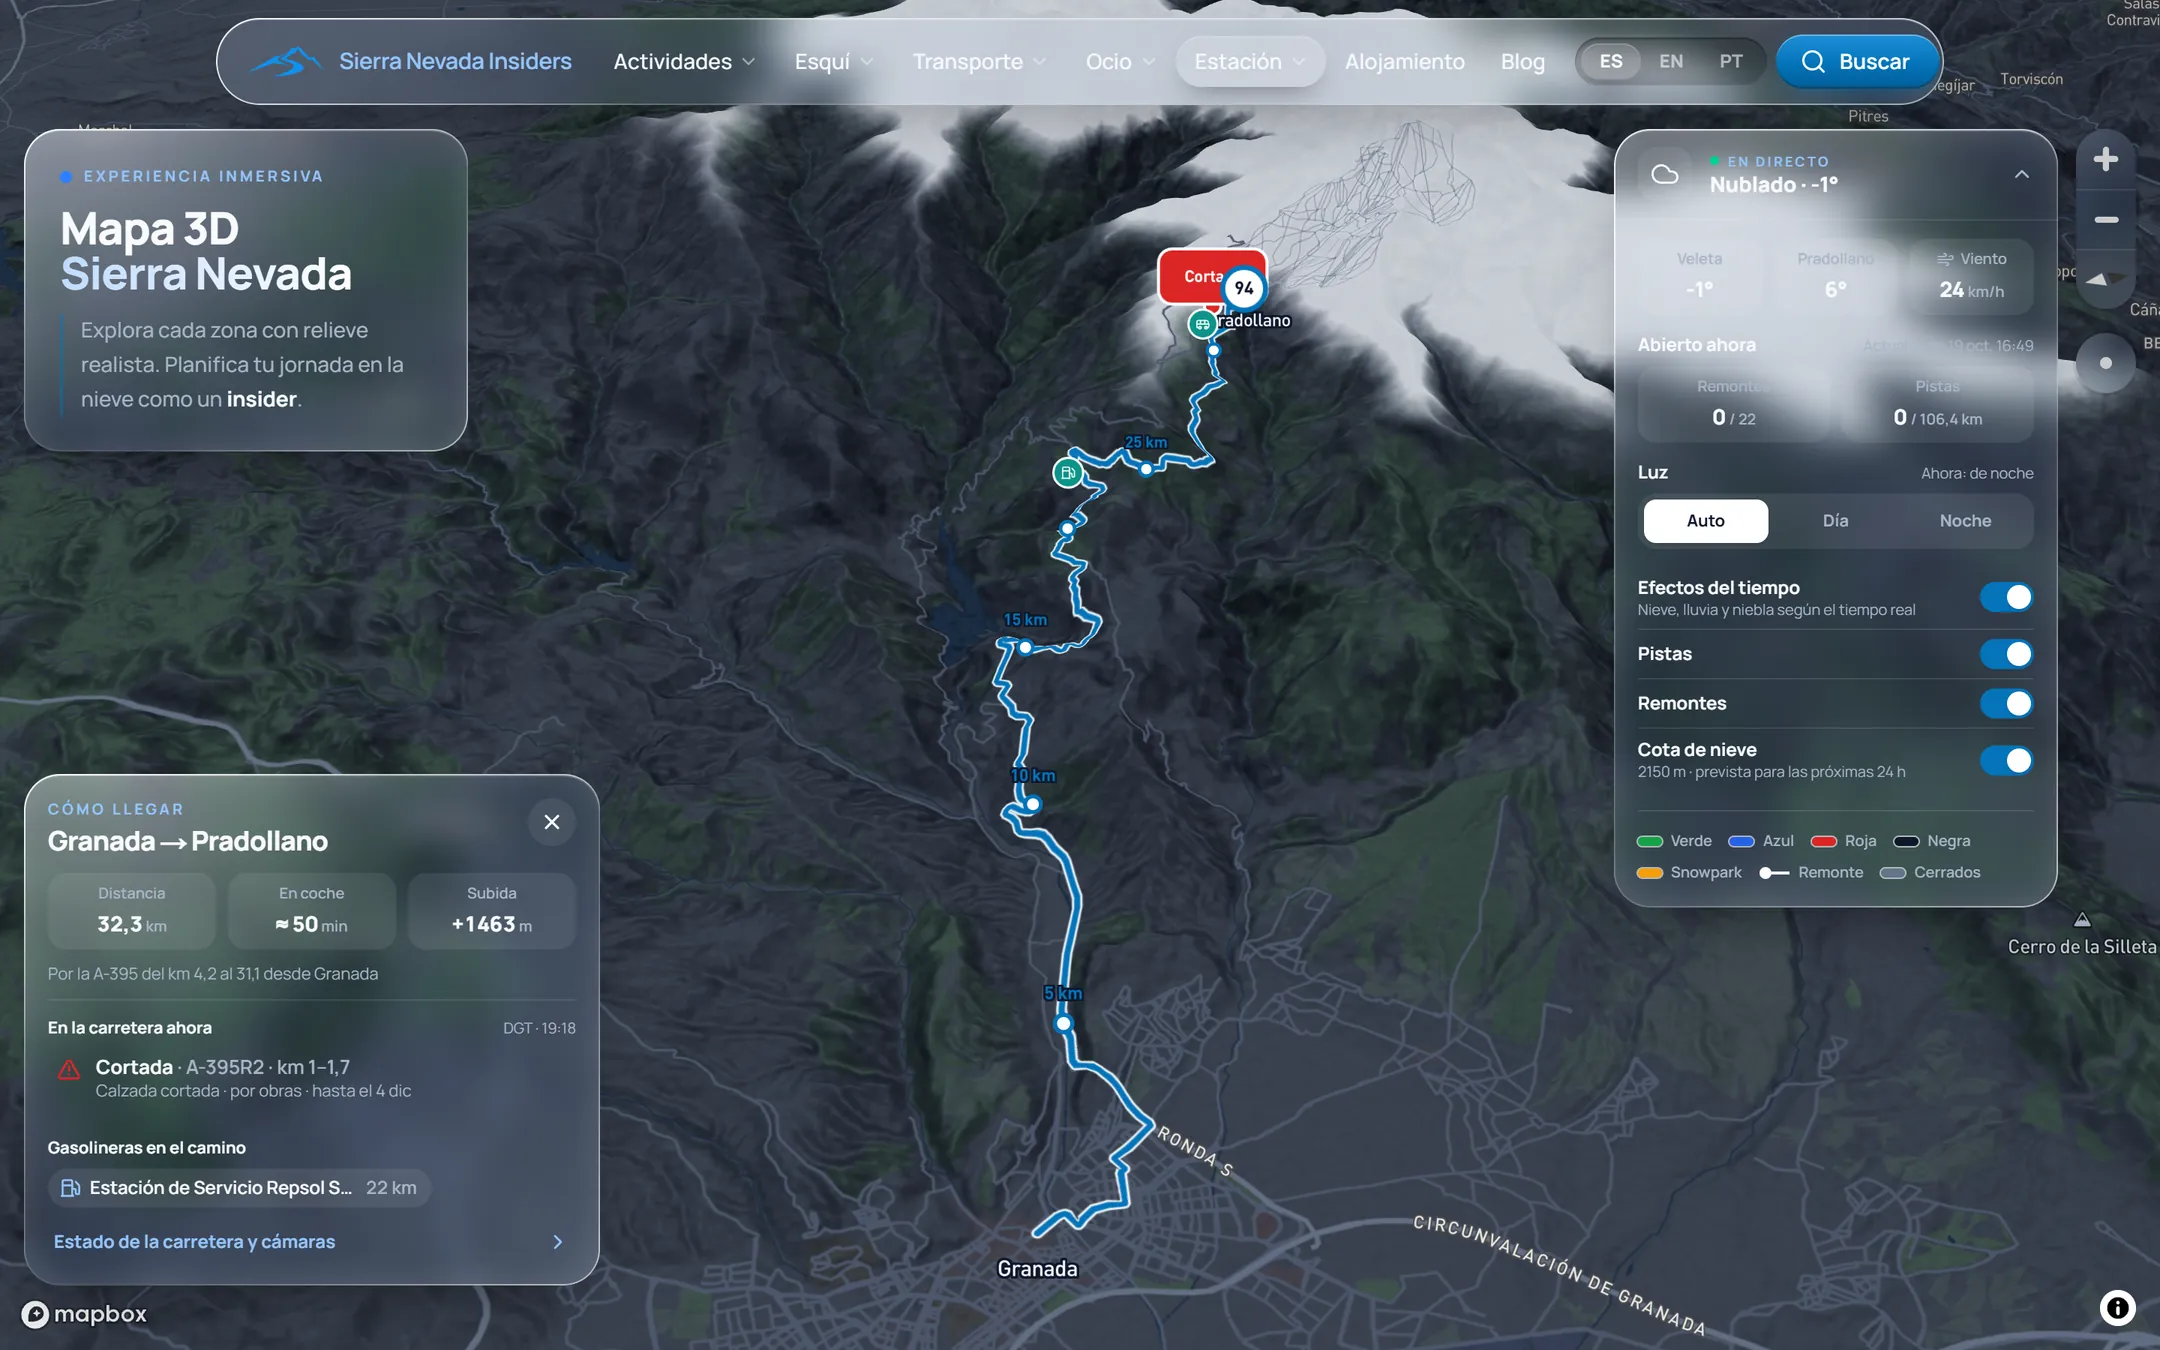 Sierra Nevada Insiders
Actividades
Esquí
Transporte
Ocio
Estación
Alojamiento
Blog
ES
EN
PT
Buscar
EXPERIENCIA INMERSIVA
Mapa 3D
Sierra Nevada
Explora cada zona con relieve
realista. Planifica tu jornada en la
nieve como un insider.
Contravi
Torviscón
Pitres
EN DIRECTO
Nublado · -1°
Veleta
-1°
Pradollano
6°
Viento
24 km/h
Abierto ahora
19 oct. 16:49
Remontes
0 / 22
Pistas
0 / 106,4 km
Luz
Ahora: de noche
Auto
Día
Noche
Efectos del tiempo
Nieve, lluvia y niebla según el tiempo real
Pistas
Remontes
Cota de nieve
2150 m · prevista para las próximas 24 h
Verde
Azul
Roja
Negra
Snowpark
Remonte
Cerrados
Corta
94
radollano
25 km
15 km
10 km
5 km
RONDA S
CIRCUNVALACIÓN DE GRANADA
Granada
Cerro de la Silleta
CÓMO LLEGAR
Granada → Pradollano
Distancia
32,3 km
En coche
≈ 50 min
Subida
+1463 m
Por la A-395 del km 4,2 al 31,1 desde Granada
En la carretera ahora
DGT · 19:18
Cortada · A-395R2 · km 1–1,7
Calzada cortada · por obras · hasta el 4 dic
Gasolineras en el camino
Estación de Servicio Repsol S...
22 km
Estado de la carretera y cámaras
mapbox